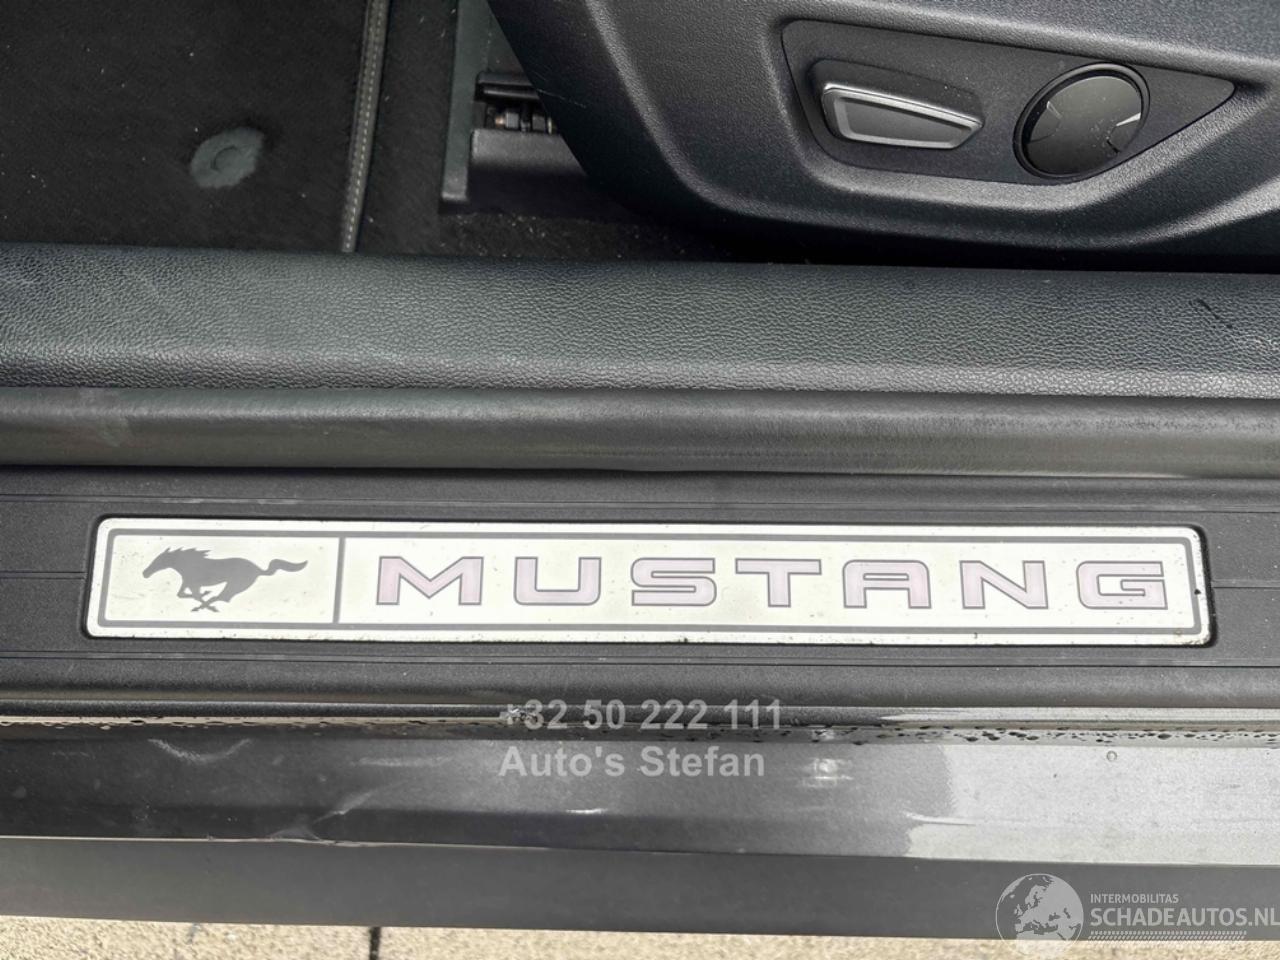 MUSTANG
+32 50 222 111
Auto's Stefan
INTERMOBILITAS
SCHADEAUTOS.NL